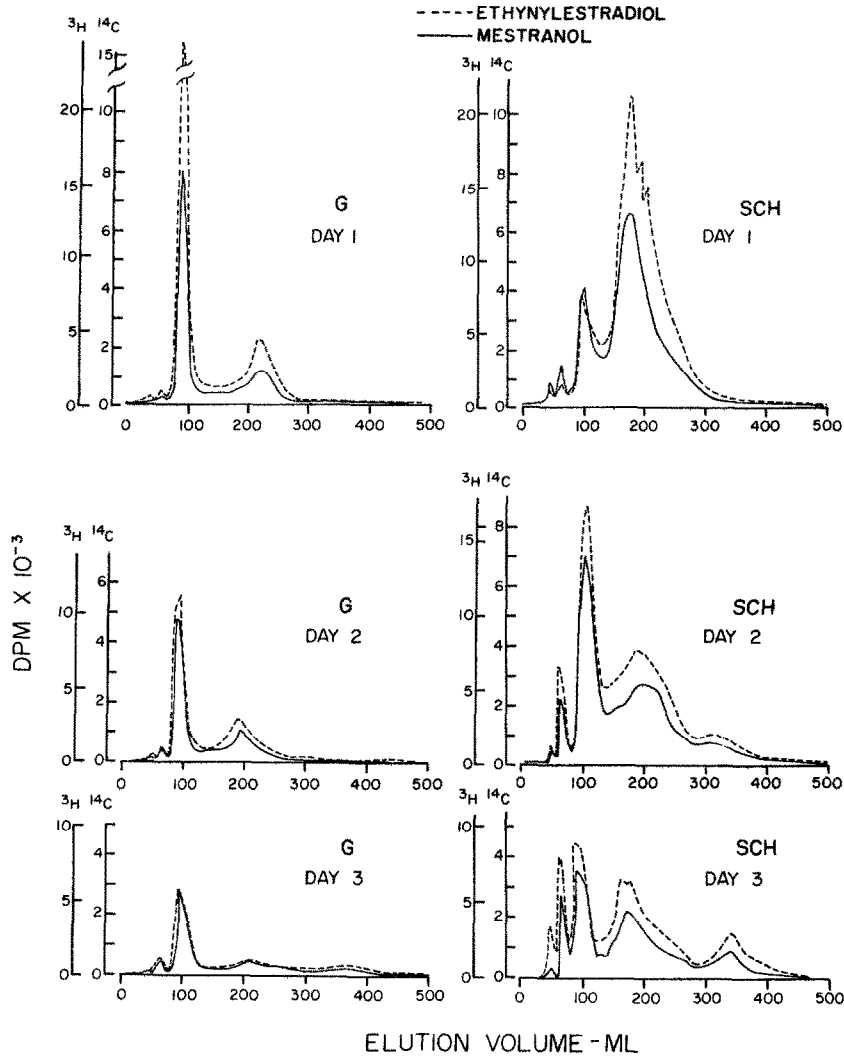 ----- ETHYNYLESTRADIOL
—— MESTRANOL
³H ¹⁴C
15
20 10
15 8
6
10
4
5
2
0 0
0 100 200 300 400 500
G
DAY 1
³H ¹⁴C
20 10
8
15
6
10
4
5
2
0 0
0 100 200 300 400 500
SCH
DAY 1
DPM X 10⁻³
³H ¹⁴C
10 6
4
5
2
0 0
0 100 200 300 400 500
G
DAY 2
³H ¹⁴C
15 8
6
10
4
5
2
0 0
0 100 200 300 400 500
SCH
DAY 2
³H ¹⁴C
10
4
5
2
0 0
0 100 200 300 400 500
G
DAY 3
³H ¹⁴C
10
4
5
2
0 0
0 100 200 300 400 500
SCH
DAY 3
ELUTION VOLUME-ML